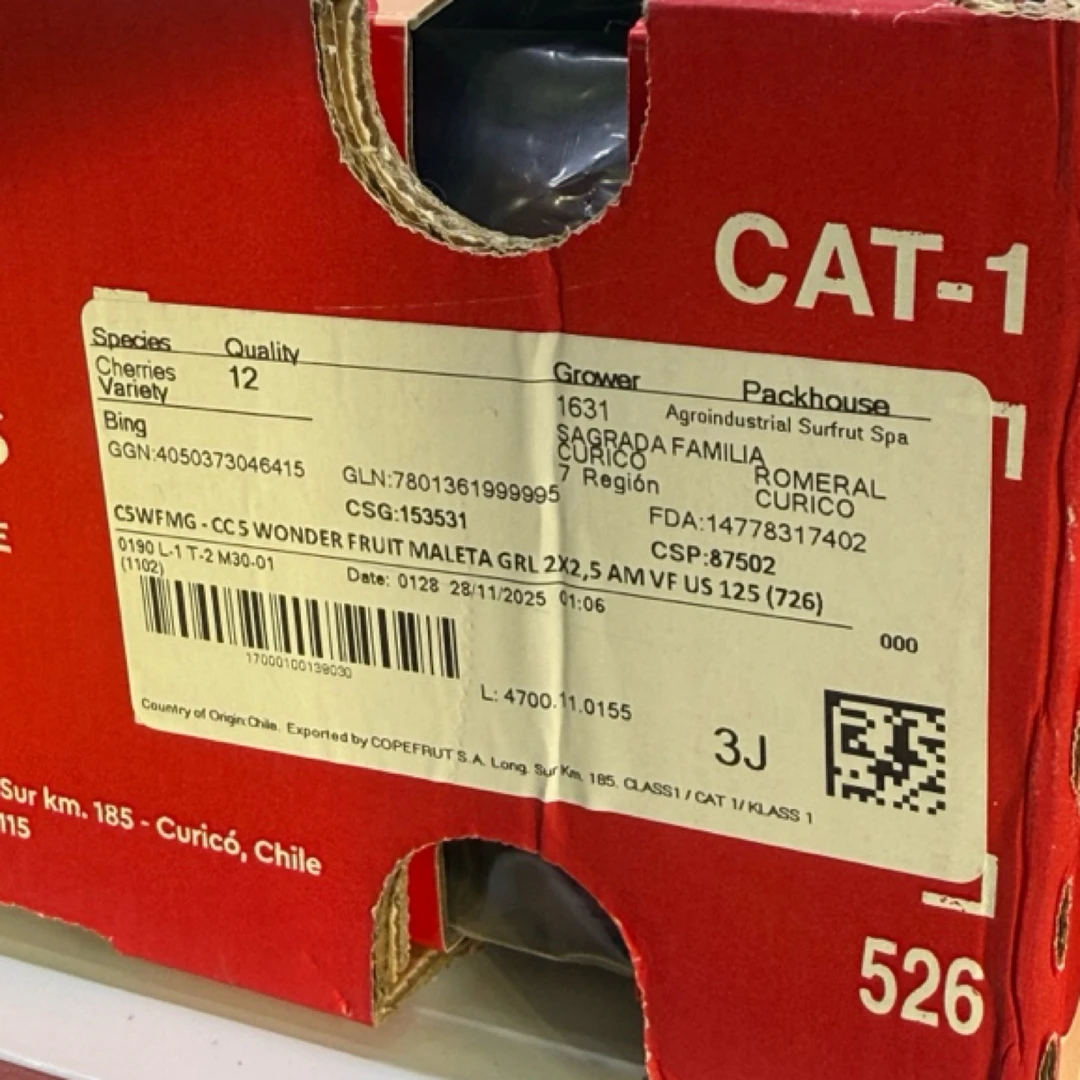 CAT-1
Species Quality
Cherries 12
Variety
Bing
GGN:4050373046415
GLN:7801361999995
CSG:153531
Grower Packhouse
1631 Agroindustrial Surfrut Spa
SAGRADA FAMILIA
CURICO
7 Región
ROMERAL
CURICO
FDA:14778317402
CSP:87502
C5WFMG - CC 5 WONDER FRUIT MALETA GRL 2X2,5 AM VF US 125 (726)
0190 L-1 T-2 M30-01
(1102)
Date: 0128 28/11/2025 01:06
000
17000100139030
L: 4700.11.0155
3J
Country of Origin:Chile. Exported by COPEFRUT S.A. Long. Sur Km. 185. CLASS1 / CAT 1/ KLASS 1
Sur km. 185 - Curicó, Chile
115
526